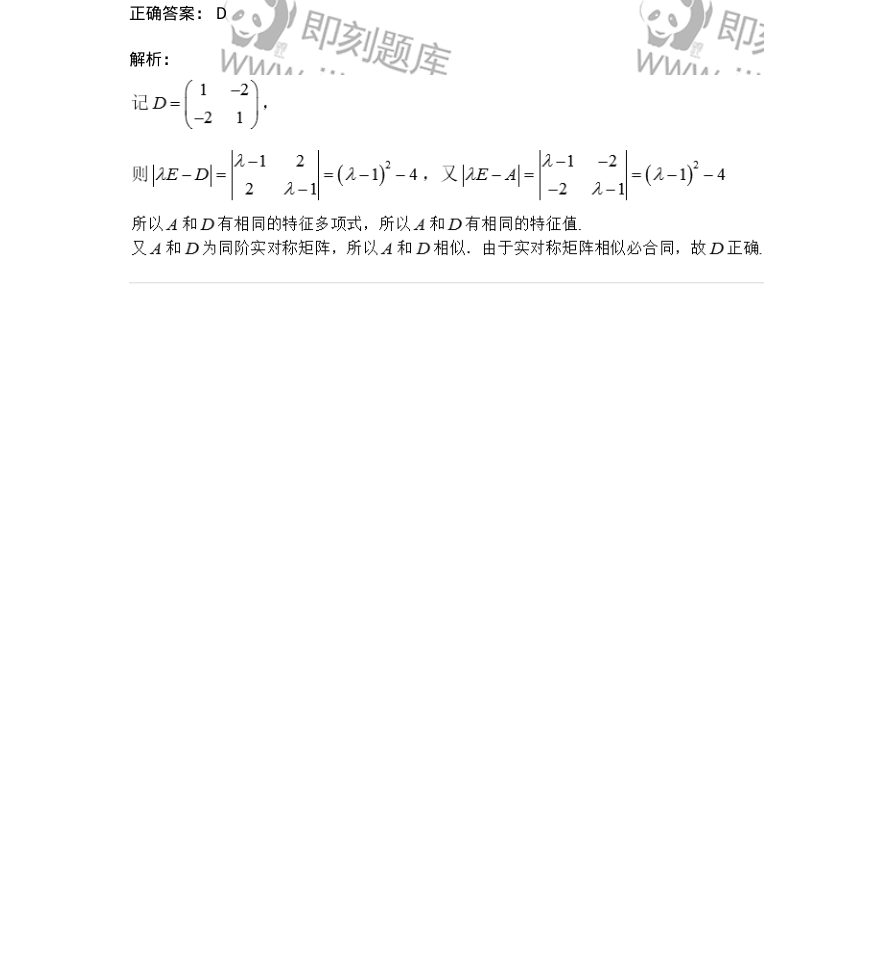 正确答案： D
即刻题库
即
解析：
www.
www.
记 D = ( 1 −2
−2 1 ) ，
则 |λE − D| = | λ−1 2
2 λ−1 | = (λ−1)² − 4 ，又 |λE − A| = | λ−1 −2
−2 λ−1 | = (λ−1)² − 4
所以 A 和 D 有相同的特征多项式，所以 A 和 D 有相同的特征值.
又 A 和 D 为同阶实对称矩阵，所以 A 和 D 相似．由于实对称矩阵相似必合同，故 D 正确.